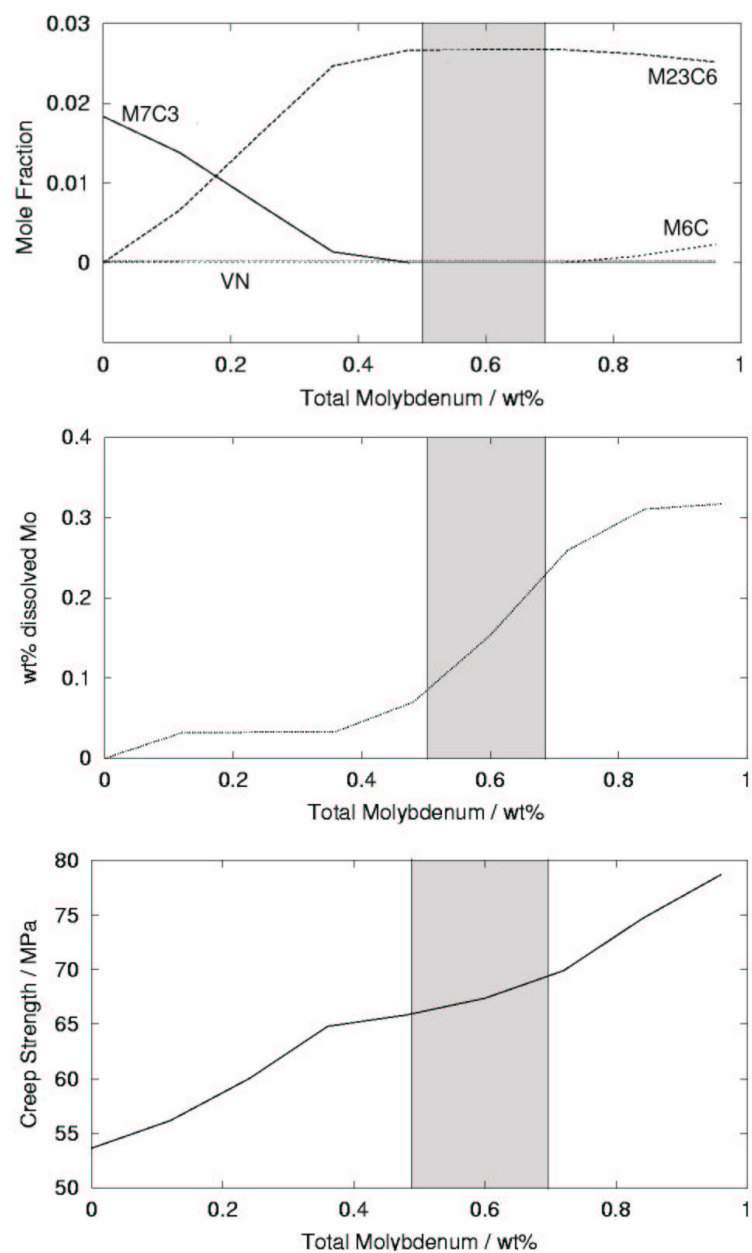 0.03
0.02
0.01
0
Mole Fraction
M7C3
M23C6
M6C
VN
0 0.2 0.4 0.6 0.8 1
Total Molybdenum / wt%
0.4
0.3
0.2
0.1
0
wt% dissolved Mo
0 0.2 0.4 0.6 0.8 1
Total Molybdenum / wt%
80
75
70
65
60
55
50
Creep Strength / MPa
0 0.2 0.4 0.6 0.8 1
Total Molybdenum / wt%